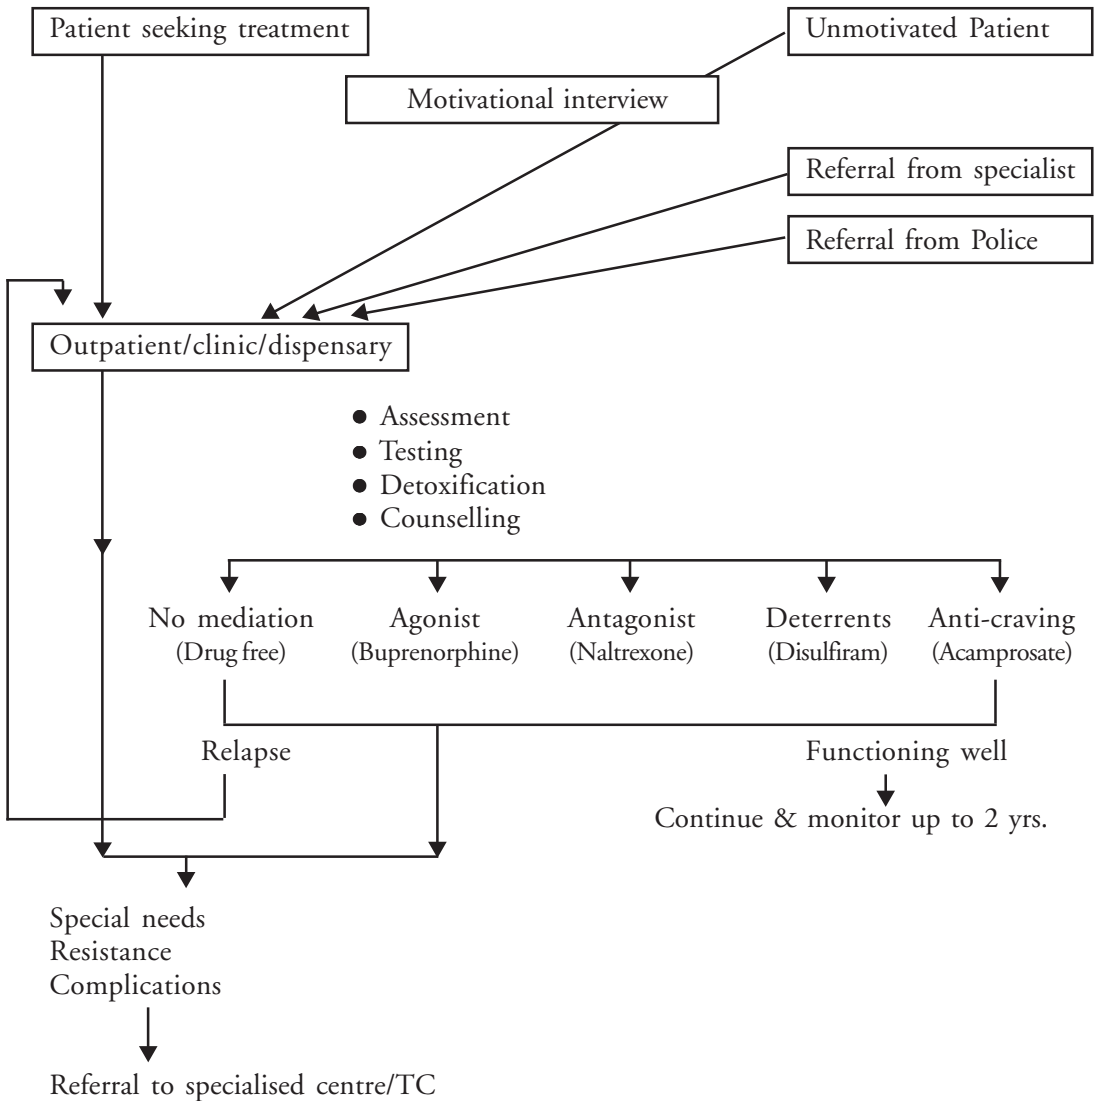 Patient seeking treatment
Unmotivated Patient
Motivational interview
Referral from specialist
Referral from Police
Outpatient/clinic/dispensary
● Assessment
● Testing
● Detoxification
● Counselling
No mediation
(Drug free)
Agonist
(Buprenorphine)
Antagonist
(Naltrexone)
Deterrents
(Disulfiram)
Anti-craving
(Acamprosate)
Relapse
Functioning well
Continue & monitor up to 2 yrs.
Special needs
Resistance
Complications
Referral to specialised centre/TC